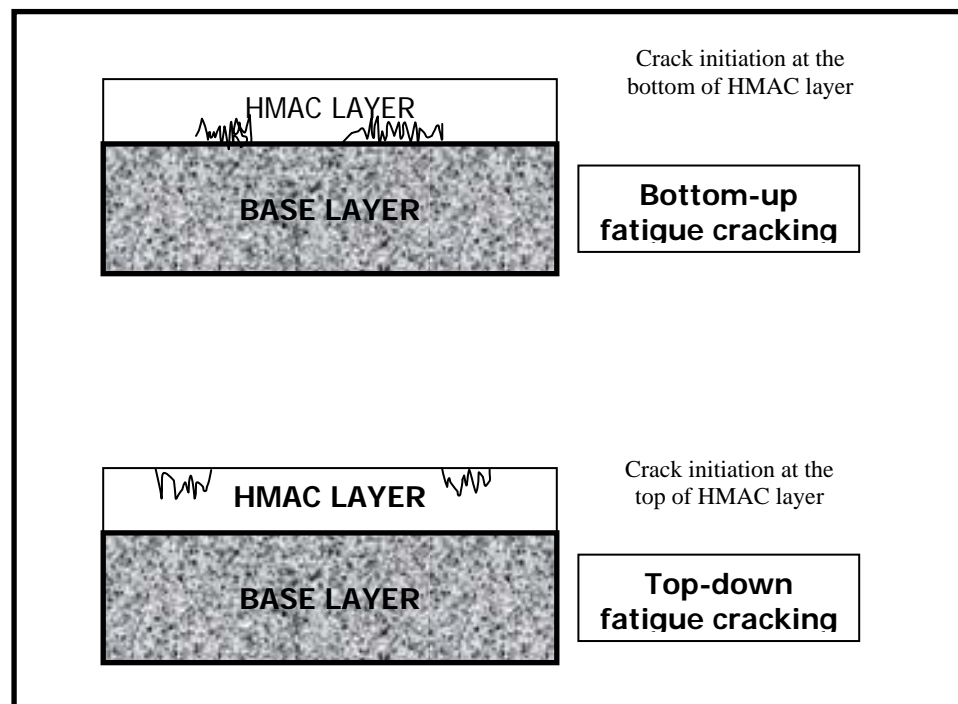 Crack initiation at the
bottom of HMAC layer
HMAC LAYER
BASE LAYER
Bottom-up
fatigue cracking
Crack initiation at the
top of HMAC layer
HMAC LAYER
BASE LAYER
Top-down
fatigue cracking